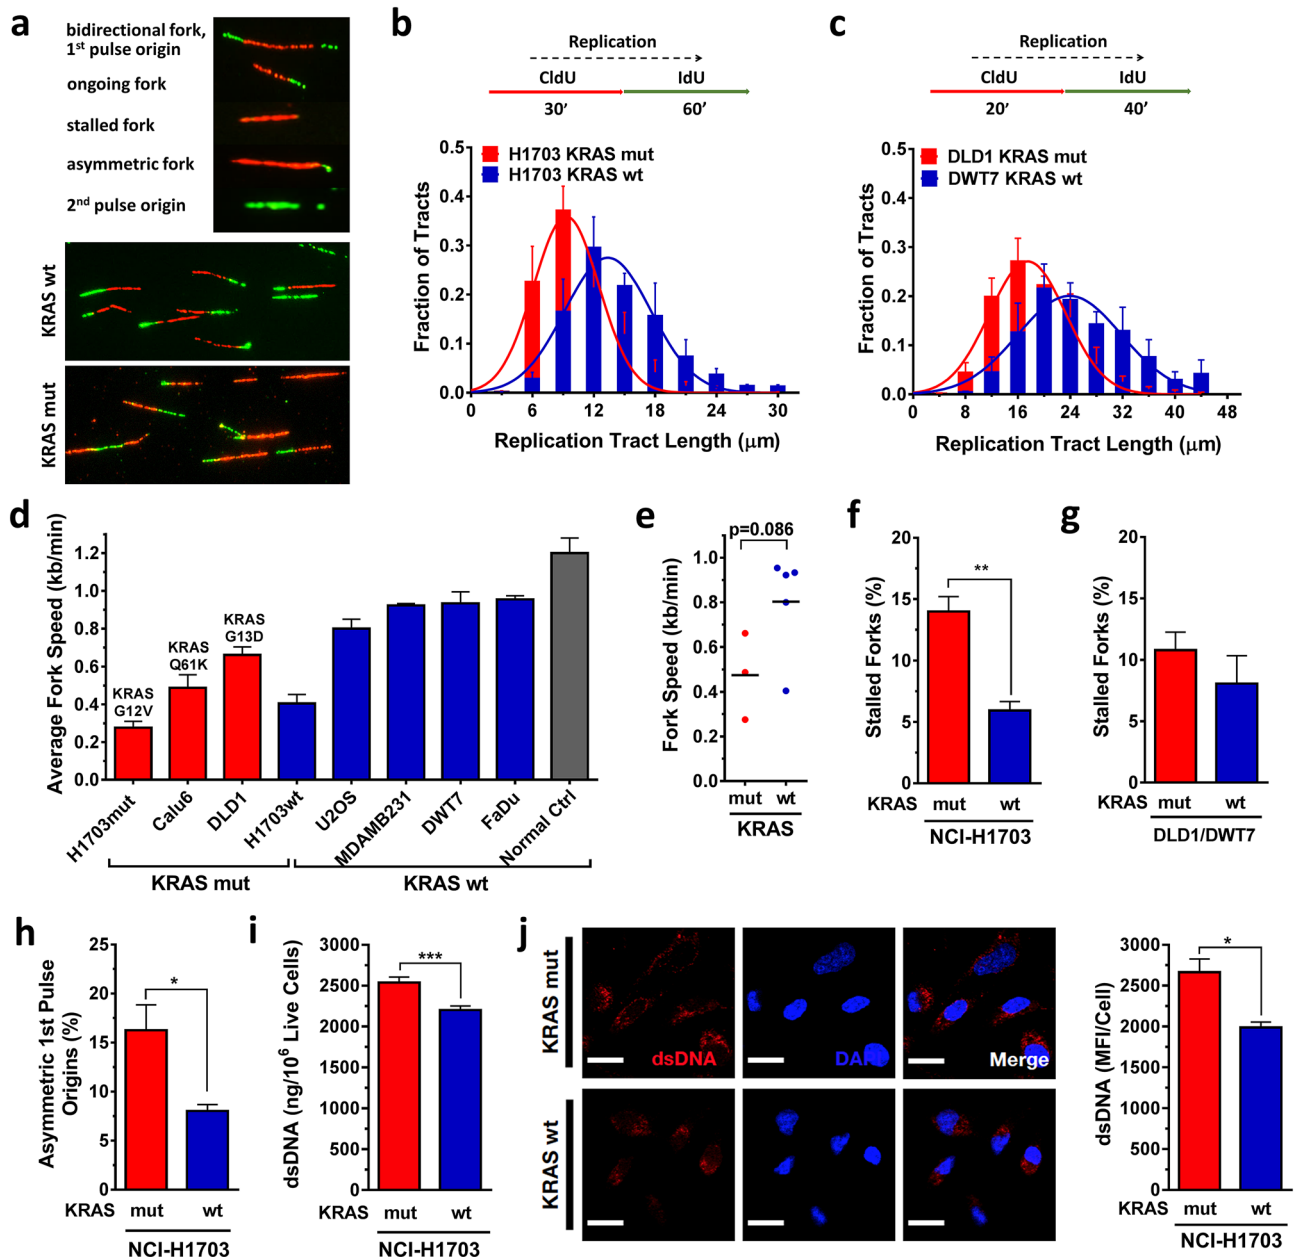 a
bidirectional fork,
1st pulse origin
ongoing fork
stalled fork
asymmetric fork
2nd pulse origin
KRAS wt
KRAS mut
b
Replication
CldU
IdU
30’
60’
H1703 KRAS mut
H1703 KRAS wt
Fraction of Tracts
0.5
0.4
0.3
0.2
0.1
0.0
0 6 12 18 24 30
Replication Tract Length (μm)
c
Replication
CldU
IdU
20’
40’
DLD1 KRAS mut
DWT7 KRAS wt
Fraction of Tracts
0.5
0.4
0.3
0.2
0.1
0.0
0 8 16 24 32 40 48
Replication Tract Length (μm)
d
Average Fork Speed (kb/min)
1.2
1.0
0.8
0.6
0.4
0.2
0.0
KRAS
G12V
KRAS
Q61K
KRAS
G13D
H1703mut
Calu6
DLD1
H1703wt
U2OS
MDAMB231
DWT7
FaDu
Normal Ctrl
KRAS mut
KRAS wt
e
p=0.086
Fork Speed (kb/min)
1.0
0.8
0.6
0.4
0.2
0.0
mut wt
KRAS
f
Stalled Forks (%)
20
15
10
5
0
**
KRAS mut wt
NCI-H1703
g
Stalled Forks (%)
20
15
10
5
0
KRAS mut wt
DLD1/DWT7
h
Asymmetric 1st Pulse
Origins (%)
25
20
15
10
5
0
*
KRAS mut wt
NCI-H1703
i
dsDNA (ng/10⁶ Live Cells)
3000
2500
2000
1500
1000
500
0
***
KRAS mut wt
NCI-H1703
j
KRAS mut
dsDNA
DAPI
Merge
KRAS wt
dsDNA (MFI/Cell)
3000
2500
2000
1500
1000
500
0
*
KRAS mut wt
NCI-H1703